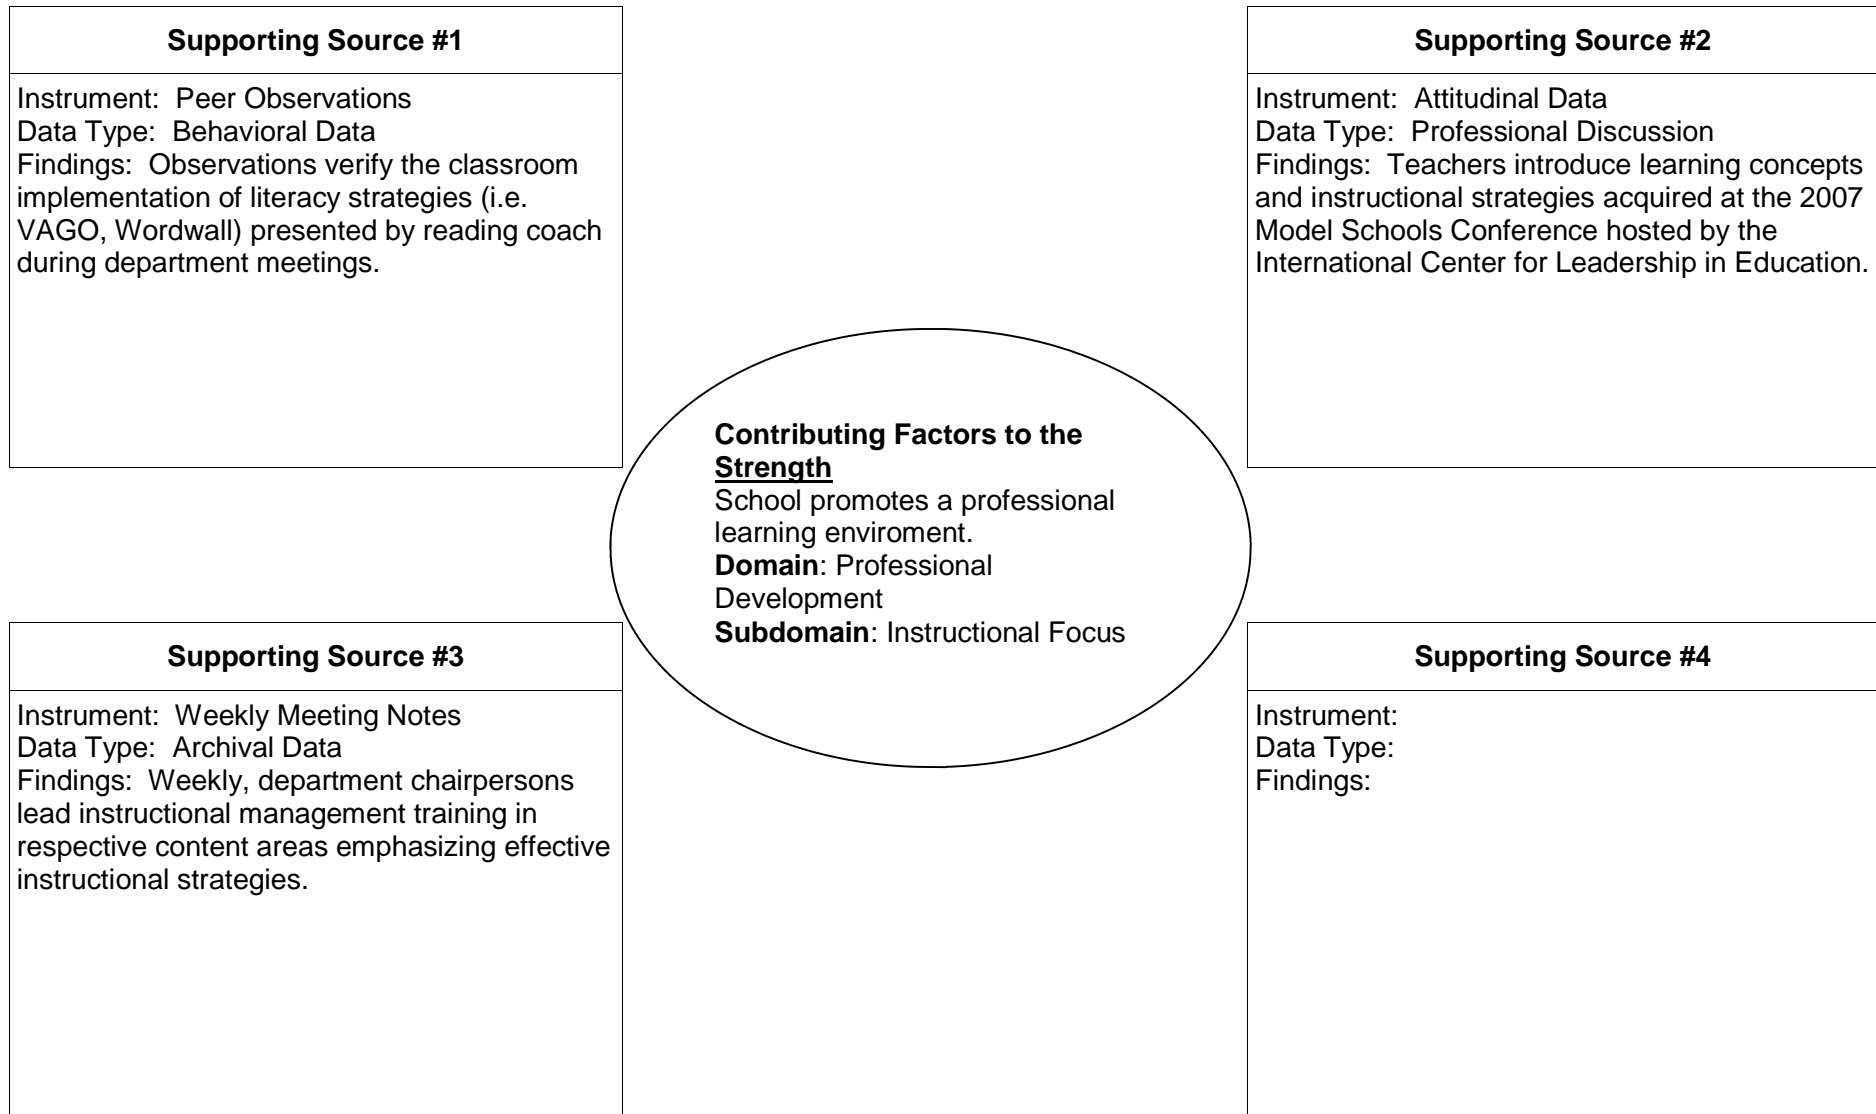 Supporting Source #1
Instrument:  Peer Observations
Data Type:  Behavioral Data
Findings:  Observations verify the classroom
implementation of literacy strategies (i.e.
VAGO, Wordwall) presented by reading coach
during department meetings.
Supporting Source #2
Instrument:  Attitudinal Data
Data Type:  Professional Discussion
Findings:  Teachers introduce learning concepts
and instructional strategies acquired at the 2007
Model Schools Conference hosted by the
International Center for Leadership in Education.
Contributing Factors to the
Strength
School promotes a professional
learning enviroment.
Domain: Professional
Development
Subdomain: Instructional Focus
Supporting Source #3
Instrument:  Weekly Meeting Notes
Data Type:  Archival Data
Findings:  Weekly, department chairpersons
lead instructional management training in
respective content areas emphasizing effective
instructional strategies.
Supporting Source #4
Instrument:
Data Type:
Findings: